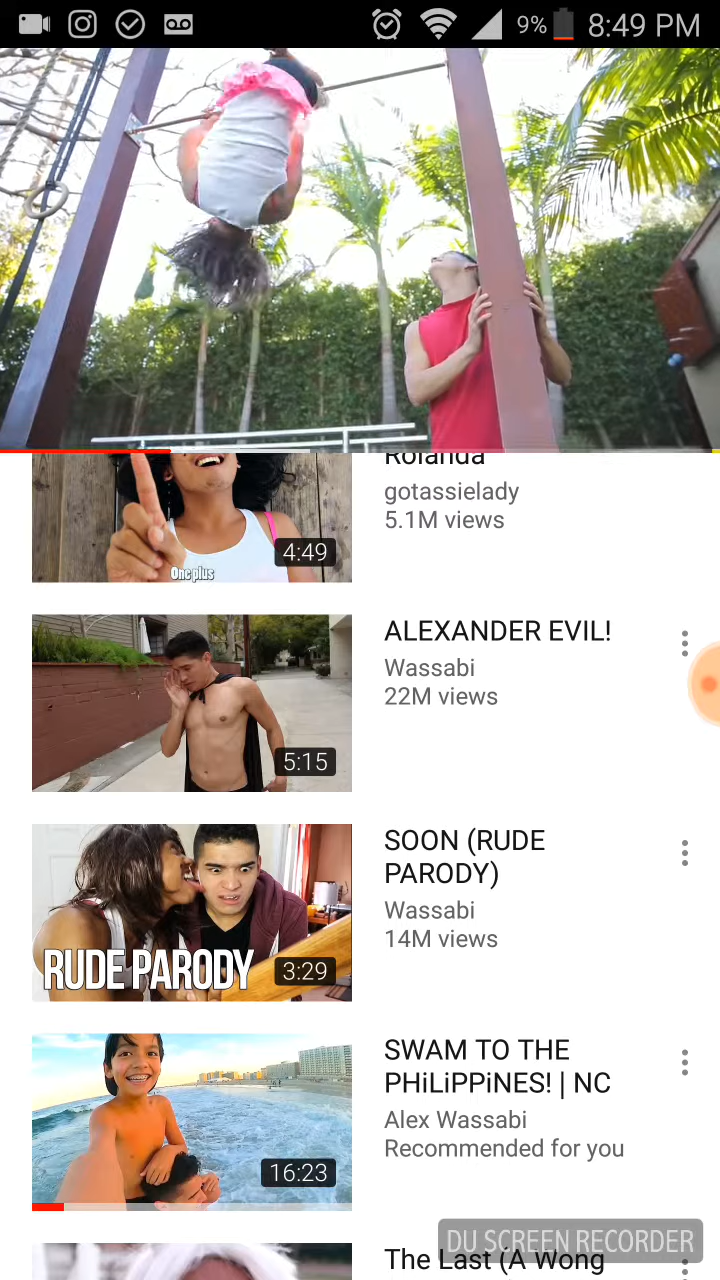 9% 8:49 PM
Rolanda
gotassielady
5.1M views
4:49
One plus
ALEXANDER EVIL!
Wassabi
22M views
5:15
SOON (RUDE
PARODY)
Wassabi
14M views
RUDE PARODY
3:29
SWAM TO THE
PHiLiPPiNES! | NC
Alex Wassabi
Recommended for you
16:23
DU SCREEN RECORDER
The Last (A Wong